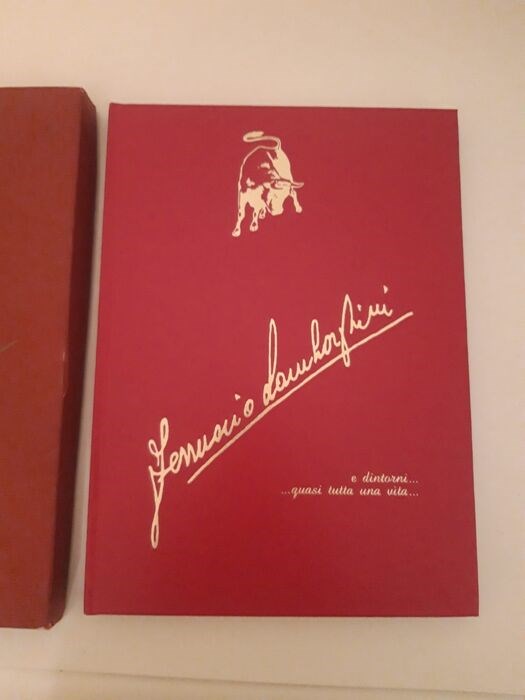 Ferruccio Lamborghini
e dintorni...
...quasi tutta una vita...